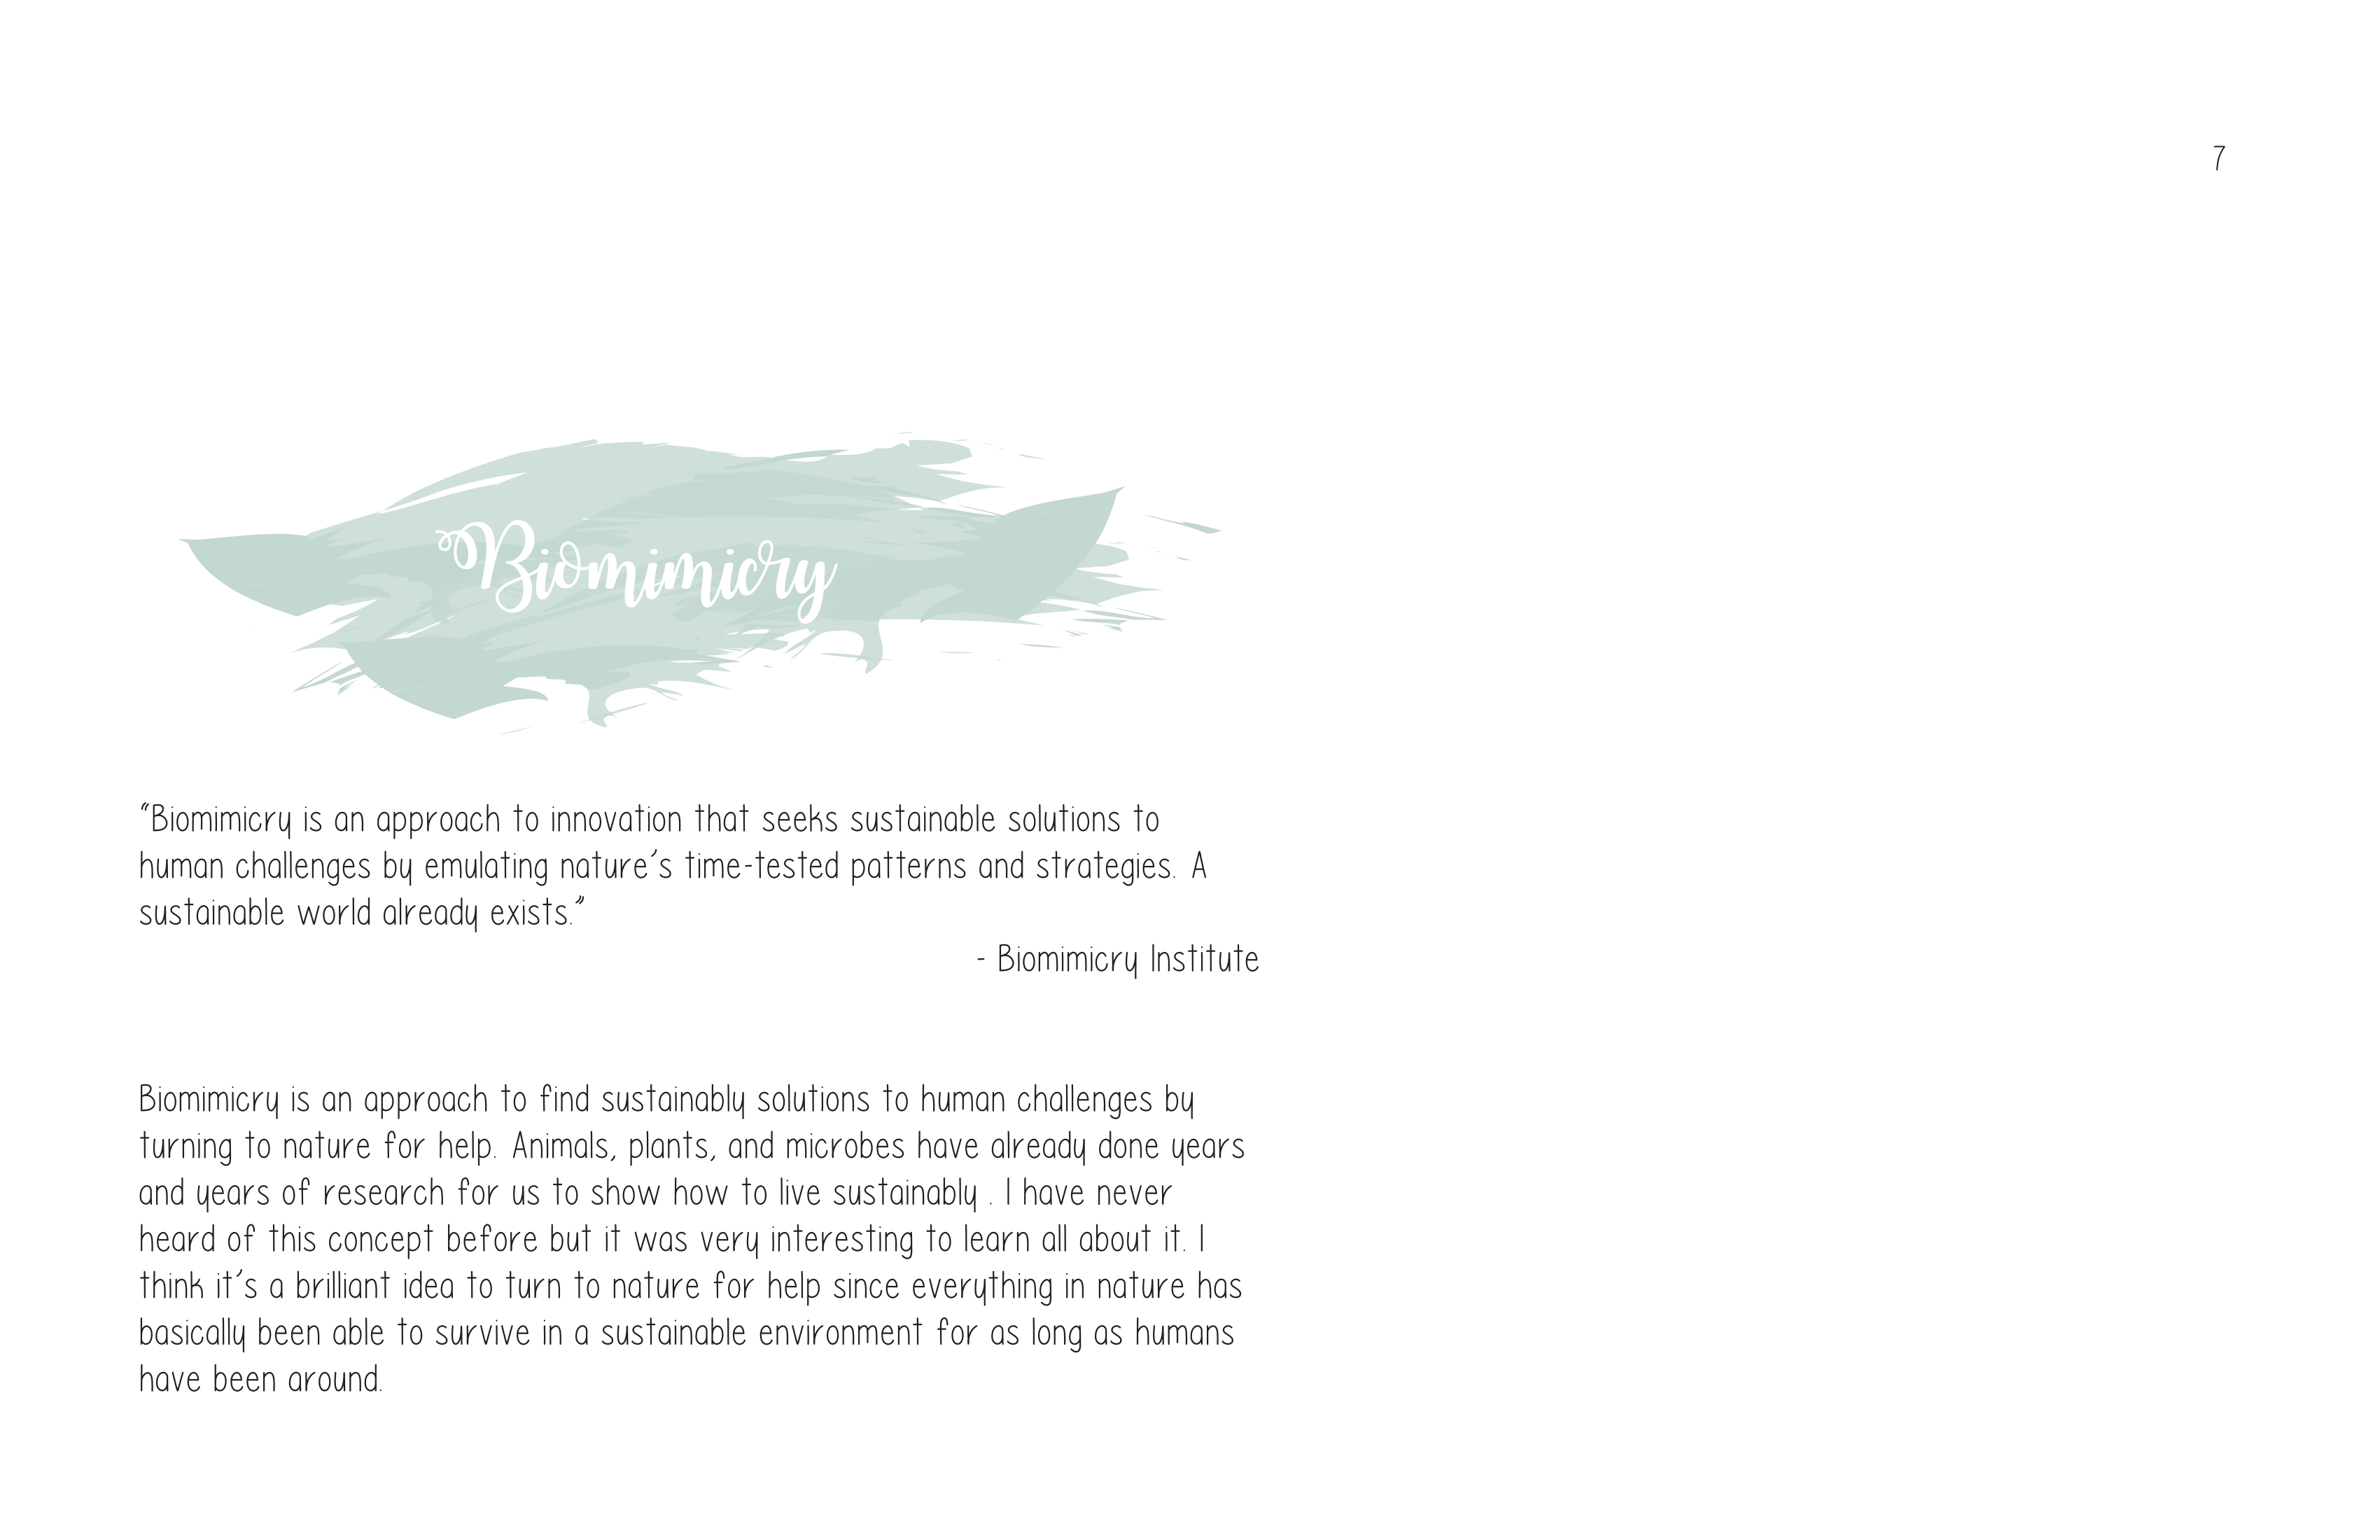 7
Biomimicry
“Biomimicry is an approach to innovation that seeks sustainable solutions to
human challenges by emulating nature’s time-tested patterns and strategies. A
sustainable world already exists.”
- Biomimicry Institute
Biomimicry is an approach to find sustainably solutions to human challenges by
turning to nature for help. Animals, plants, and microbes have already done years
and years of research for us to show how to live sustainably . I have never
heard of this concept before but it was very interesting to learn all about it. I
think it’s a brilliant idea to turn to nature for help since everything in nature has
basically been able to survive in a sustainable environment for as long as humans
have been around.